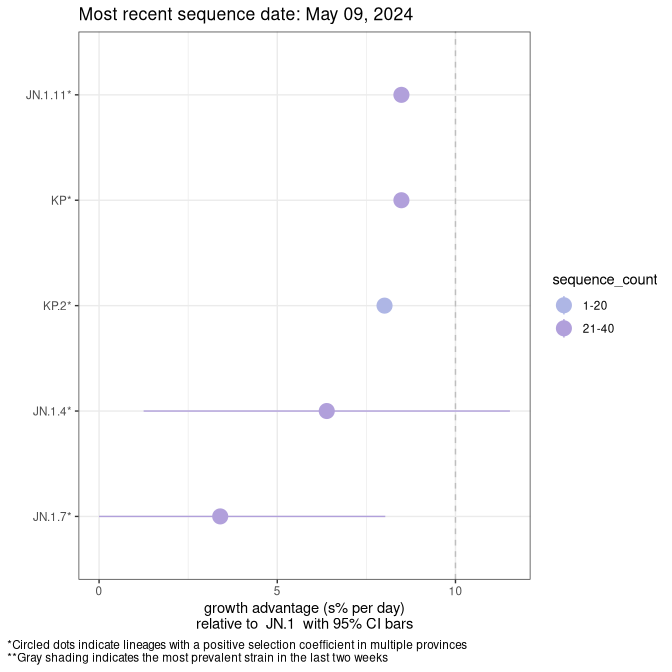 Most recent sequence date: May 09, 2024
JN.1.11*
KP*
KP.2*
JN.1.4*
JN.1.7*
0 5 10
growth advantage (s% per day)
relative to JN.1 with 95% CI bars
sequence_count
1-20
21-40
*Circled dots indicate lineages with a positive selection coefficient in multiple provinces
**Gray shading indicates the most prevalent strain in the last two weeks